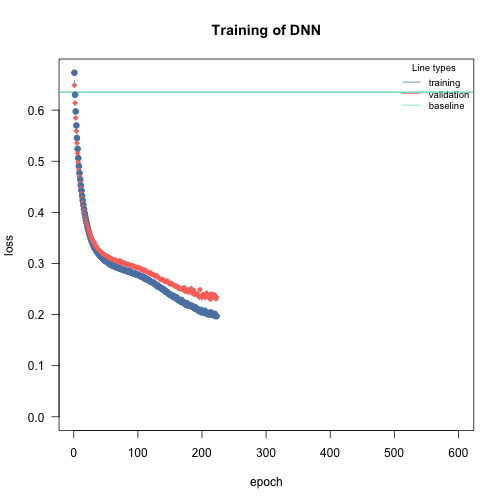 Training of DNN
Line types
training
validation
baseline
loss
0.6
0.5
0.4
0.3
0.2
0.1
0.0
0 100 200 300 400 500 600
epoch